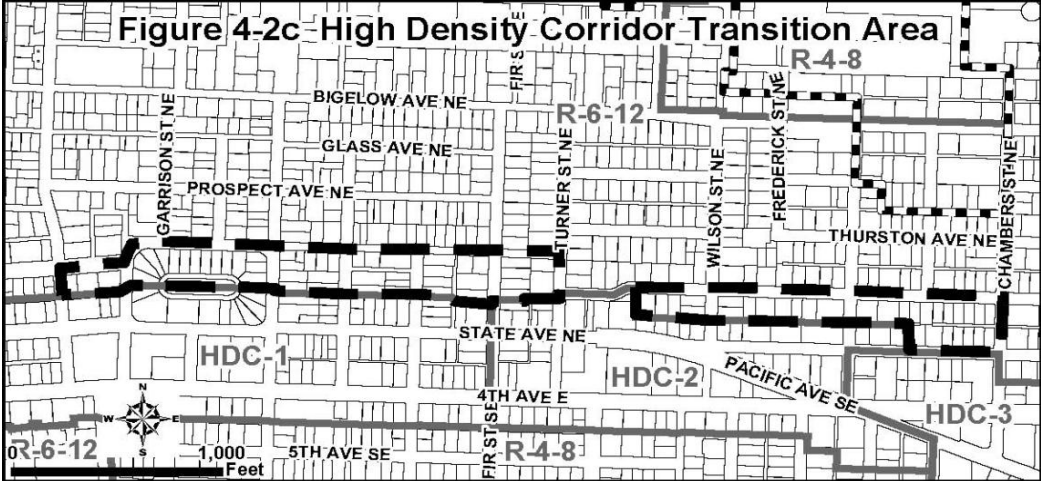 Figure 4-2c High Density Corridor Transition Area
FIR ST NE
R-4-8
BIGELOW AVE NE
R-6-12
GARRISON ST NE
GLASS AVE NE
PROSPECT AVE NE
TURNER ST NE
WILSON ST NE
FREDERICK ST NE
THURSTON AVE NE
CHAMBERS ST NE
STATE AVE NE
HDC-1
HDC-2
PACIFIC AVE SE
4TH AVE E
HDC-3
N
W E
S
R-6-12
FIR ST SE
R-4-8
5TH AVE SE
0 1,000
Feet